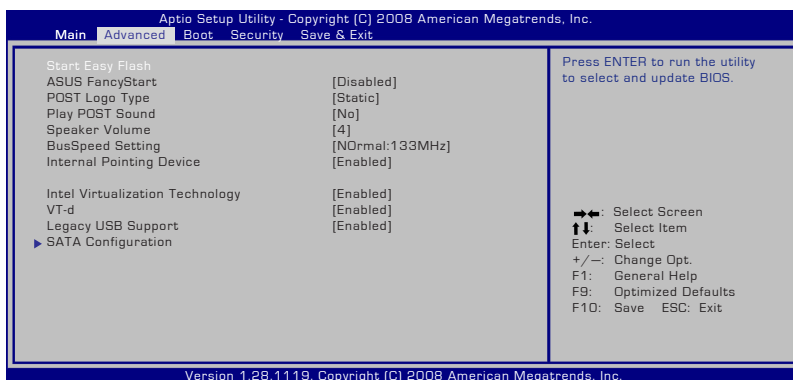 Aptio Setup Utility - Copyright (C) 2008 American Megatrends, Inc.
Main Advanced Boot Security Save & Exit
Start Easy Flash
ASUS FancyStart [Disabled]
POST Logo Type [Static]
Play POST Sound [No]
Speaker Volume [4]
BusSpeed Setting [NOrmal:133MHz]
Internal Pointing Device [Enabled]
Intel Virtualization Technology [Enabled]
VT-d [Enabled]
Legacy USB Support [Enabled]
SATA Configuration
Press ENTER to run the utility
to select and update BIOS.
→←: Select Screen
↑↓: Select Item
Enter: Select
+/—: Change Opt.
F1: General Help
F9: Optimized Defaults
F10: Save ESC: Exit
Version 1.28.1119. Copyright (C) 2008 American Megatrends, Inc.